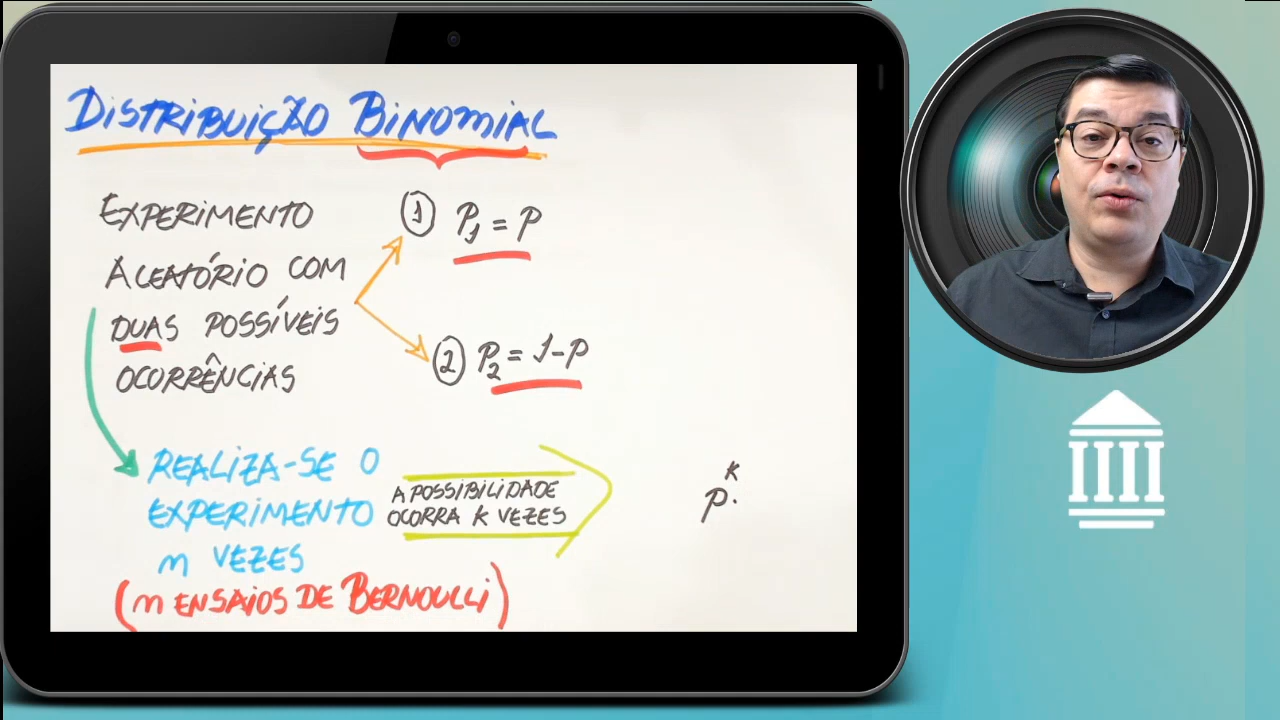 DISTRIBUIÇÃO BINOMIAL
EXPERIMENTO
ALEATÓRIO COM
DUAS POSSÍVEIS
OCORRÊNCIAS
1 P₁ = P
2 P₂ = 1-P
REALIZA-SE O
EXPERIMENTO
n VEZES
(n ENSAIOS DE BERNOULLI)
A POSSIBILIDADE
OCORRA K VEZES
p^K .